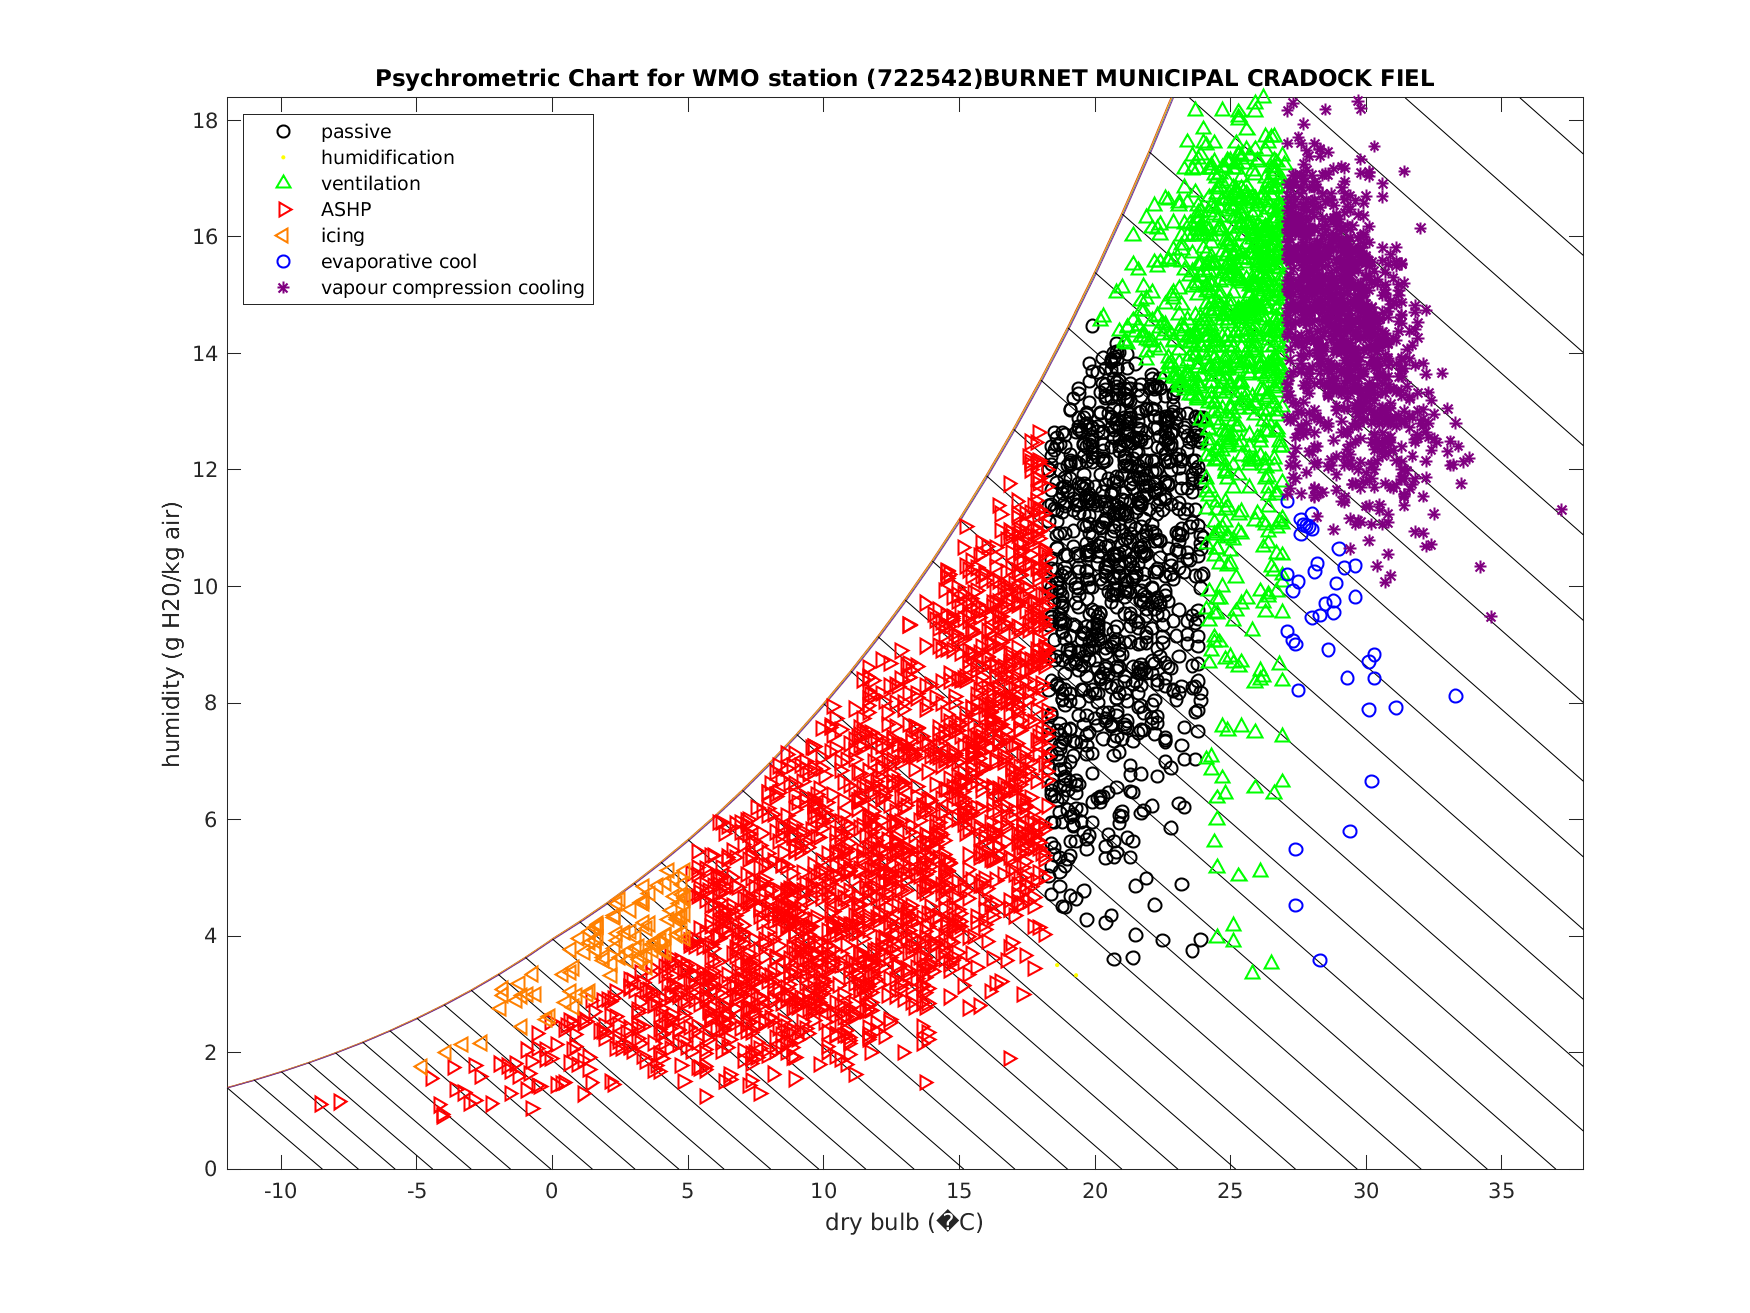 Psychrometric Chart for WMO station (722542)BURNET MUNICIPAL CRADOCK FIEL
passive
humidification
ventilation
ASHP
icing
evaporative cool
vapour compression cooling
humidity (g H20/kg air)
18
16
14
12
10
8
6
4
2
0
-10 -5 0 5 10 15 20 25 30 35
dry bulb (�C)